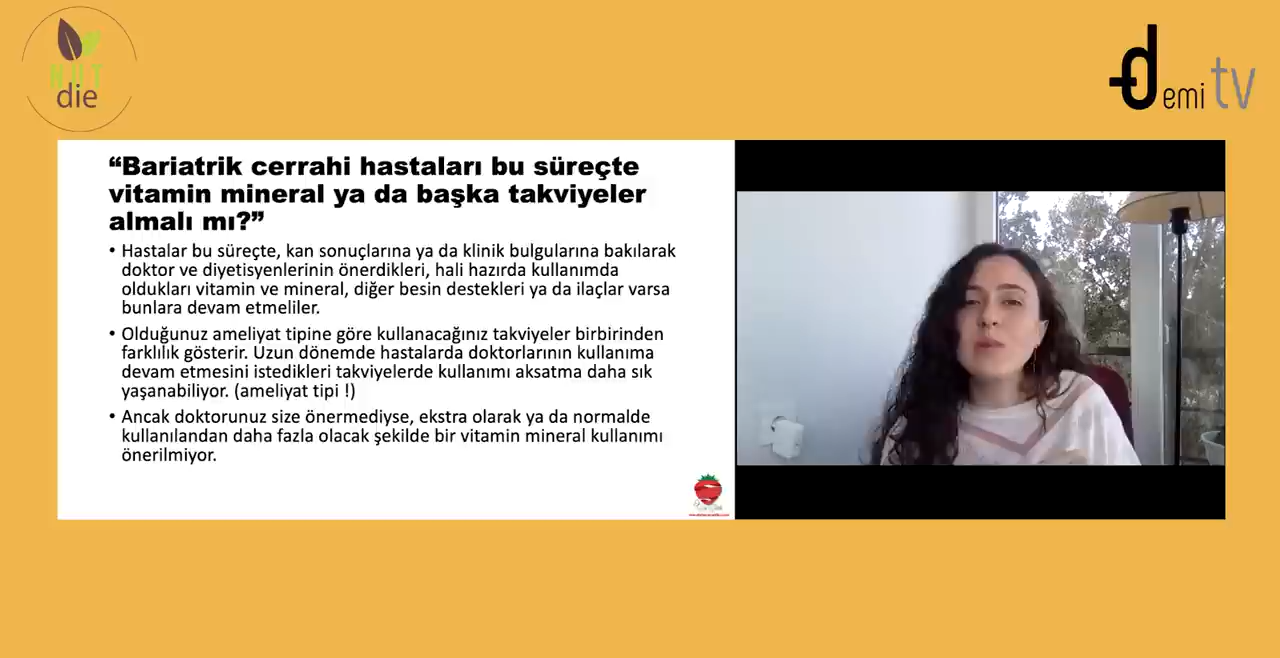 NUT
die
demi tv
“Bariatrik cerrahi hastaları bu süreçte
vitamin mineral ya da başka takviyeler
almalı mı?”
• Hastalar bu süreçte, kan sonuçlarına ya da klinik bulgularına bakılarak
doktor ve diyetisyenlerinin önerdikleri, hali hazırda kullanımda
oldukları vitamin ve mineral, diğer besin destekleri ya da ilaçlar varsa
bunlara devam etmeliler.
• Olduğunuz ameliyat tipine göre kullanacağınız takviyeler birbirinden
farklılık gösterir. Uzun dönemde hastalarda doktorlarının kullanıma
devam etmesini istedikleri takviyelerde kullanımı aksatma daha sık
yaşanabiliyor. (ameliyat tipi !)
• Ancak doktorunuz size önermediyse, ekstra olarak ya da normalde
kullanılandan daha fazla olacak şekilde bir vitamin mineral kullanımı
önerilmiyor.